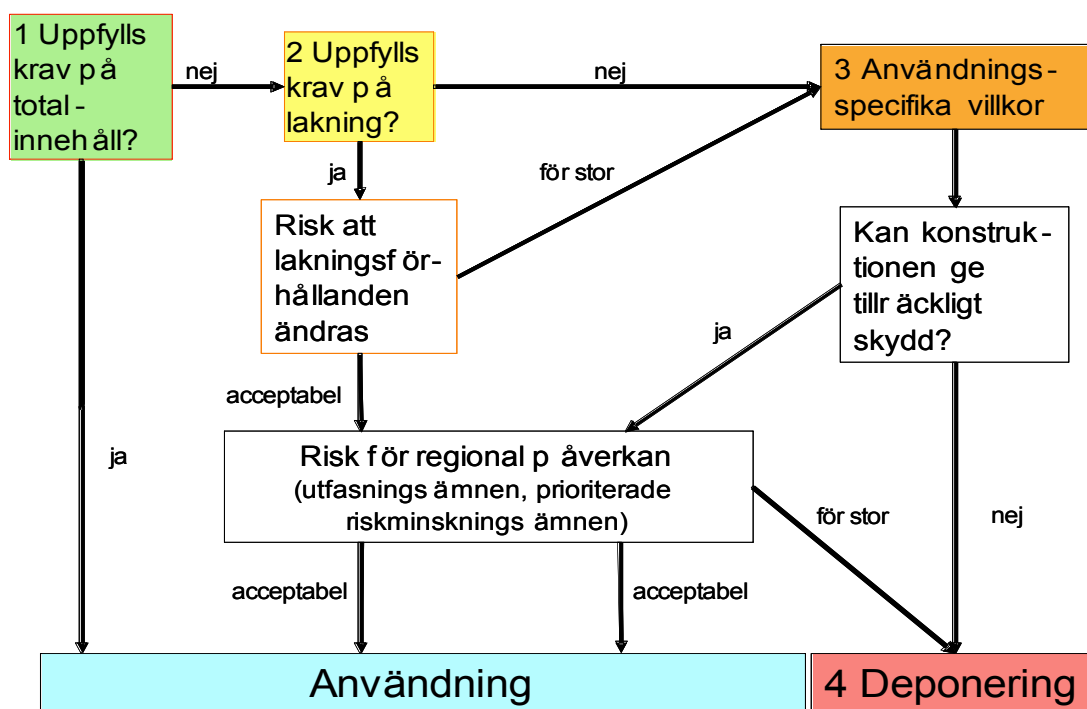 1 Uppfylls
krav på
total-
innehåll?
nej
2 Uppfylls
krav på
lakning?
nej
3 Användnings-
specifika villkor
ja
för stor
Risk att
lakningsför-
hållanden
ändras
Kan konstruk-
tionen ge
tillräckligt
skydd?
ja
acceptabel
ja
Risk för regional påverkan
(utfasningsämnen, prioriterade
riskminskningsämnen)
för stor
nej
acceptabel
acceptabel
Användning
4 Deponering